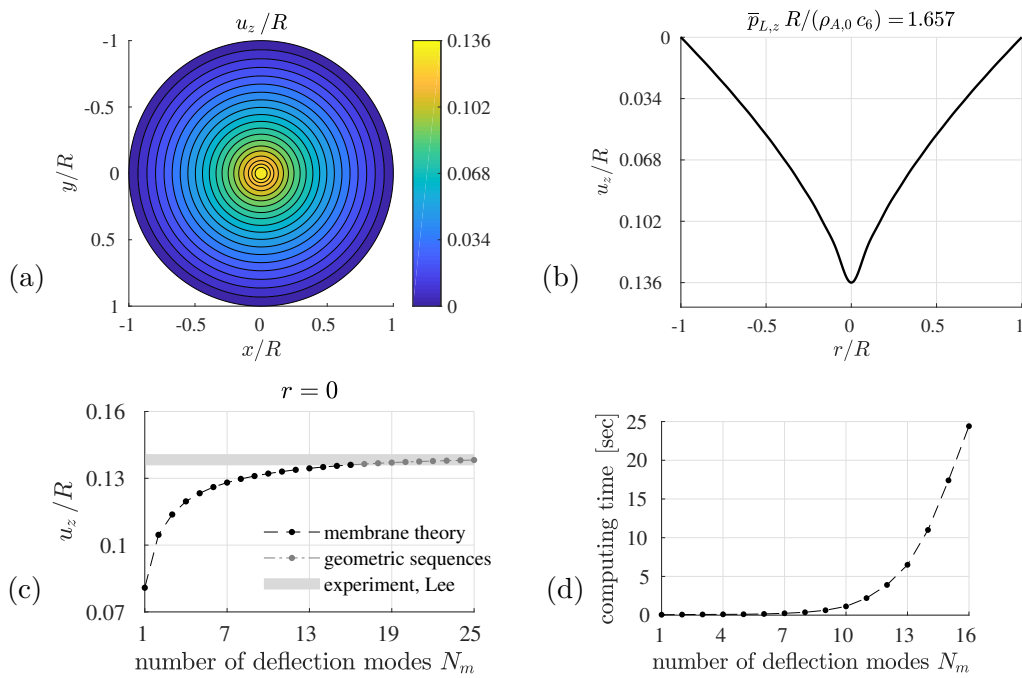 u_z/R
-1
-0.5
0
0.5
1
y/R
-1 -0.5 0 0.5 1
x/R
0.136
0.102
0.068
0.034
0
(a)
p̅_{L,z} R/(ρ_{A,0} c_6) = 1.657
0
0.034
0.068
0.102
0.136
u_z/R
-1 -0.5 0 0.5 1
r/R
(b)
r = 0
0.16
0.13
0.1
0.07
u_z/R
membrane theory
geometric sequences
experiment, Lee
1 7 13 19 25
number of deflection modes N_m
(c)
25
20
15
10
5
0
computing time [sec]
1 4 7 10 13 16
number of deflection modes N_m
(d)